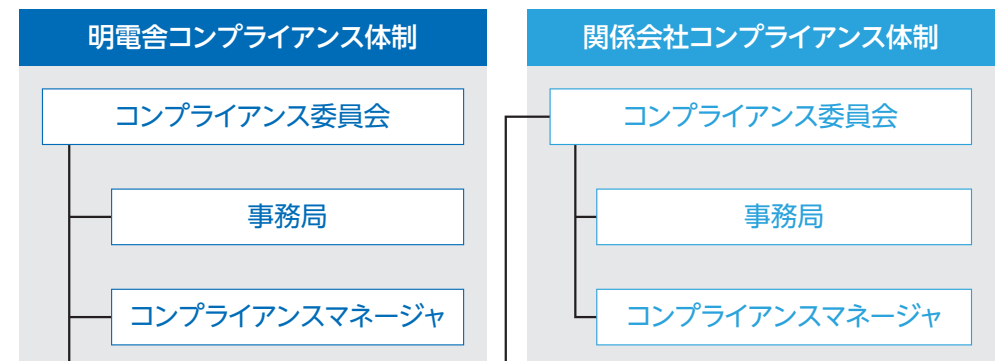 明電舎コンプライアンス体制
コンプライアンス委員会
事務局
コンプライアンスマネージャ
関係会社コンプライアンス体制
コンプライアンス委員会
事務局
コンプライアンスマネージャ